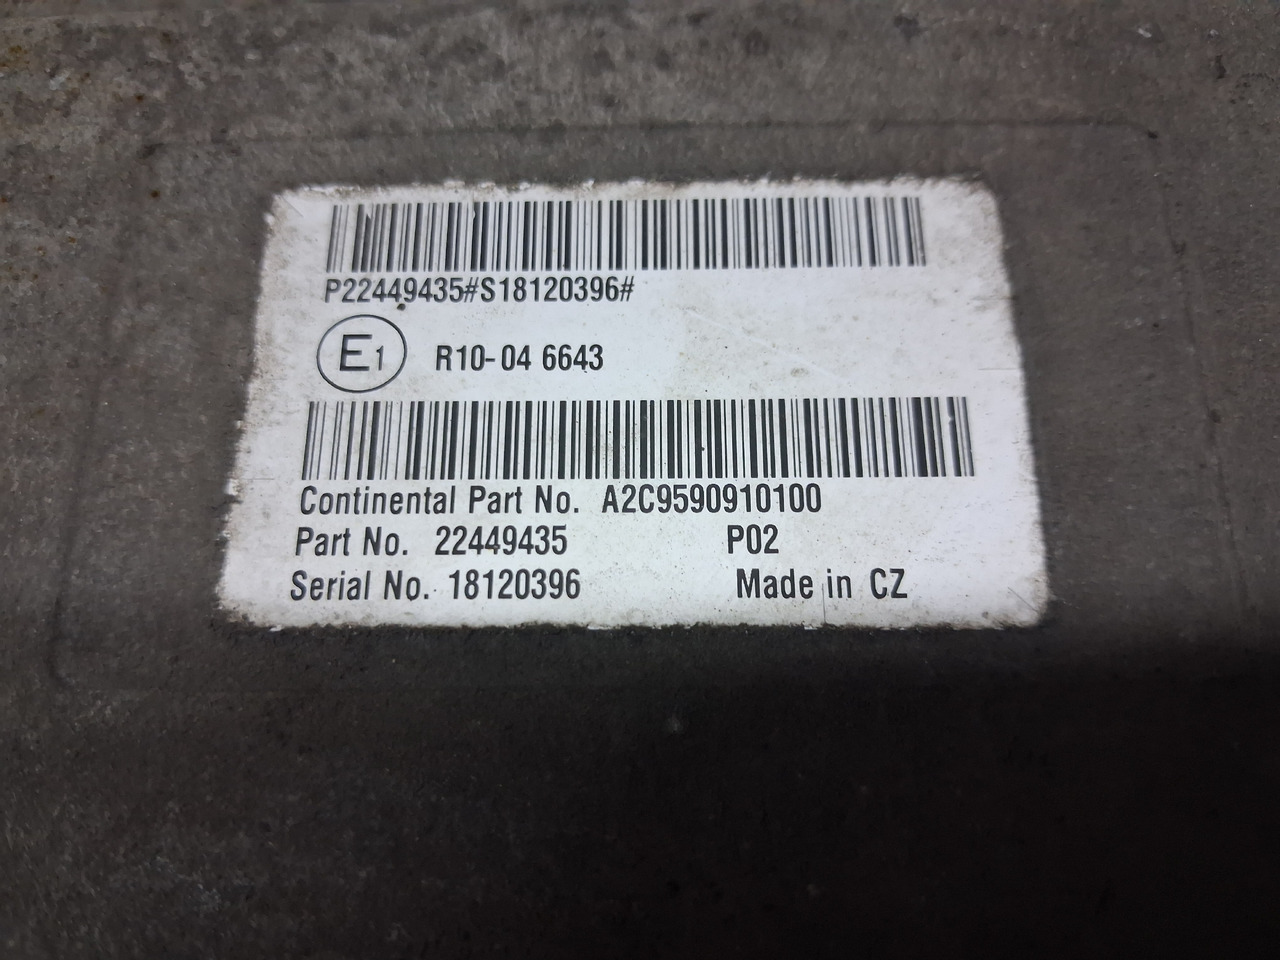 P22449435#S18120396#
E1 R10-04 6643
Continental Part No. A2C9590910100
Part No. 22449435 P02
Serial No. 18120396 Made in CZ